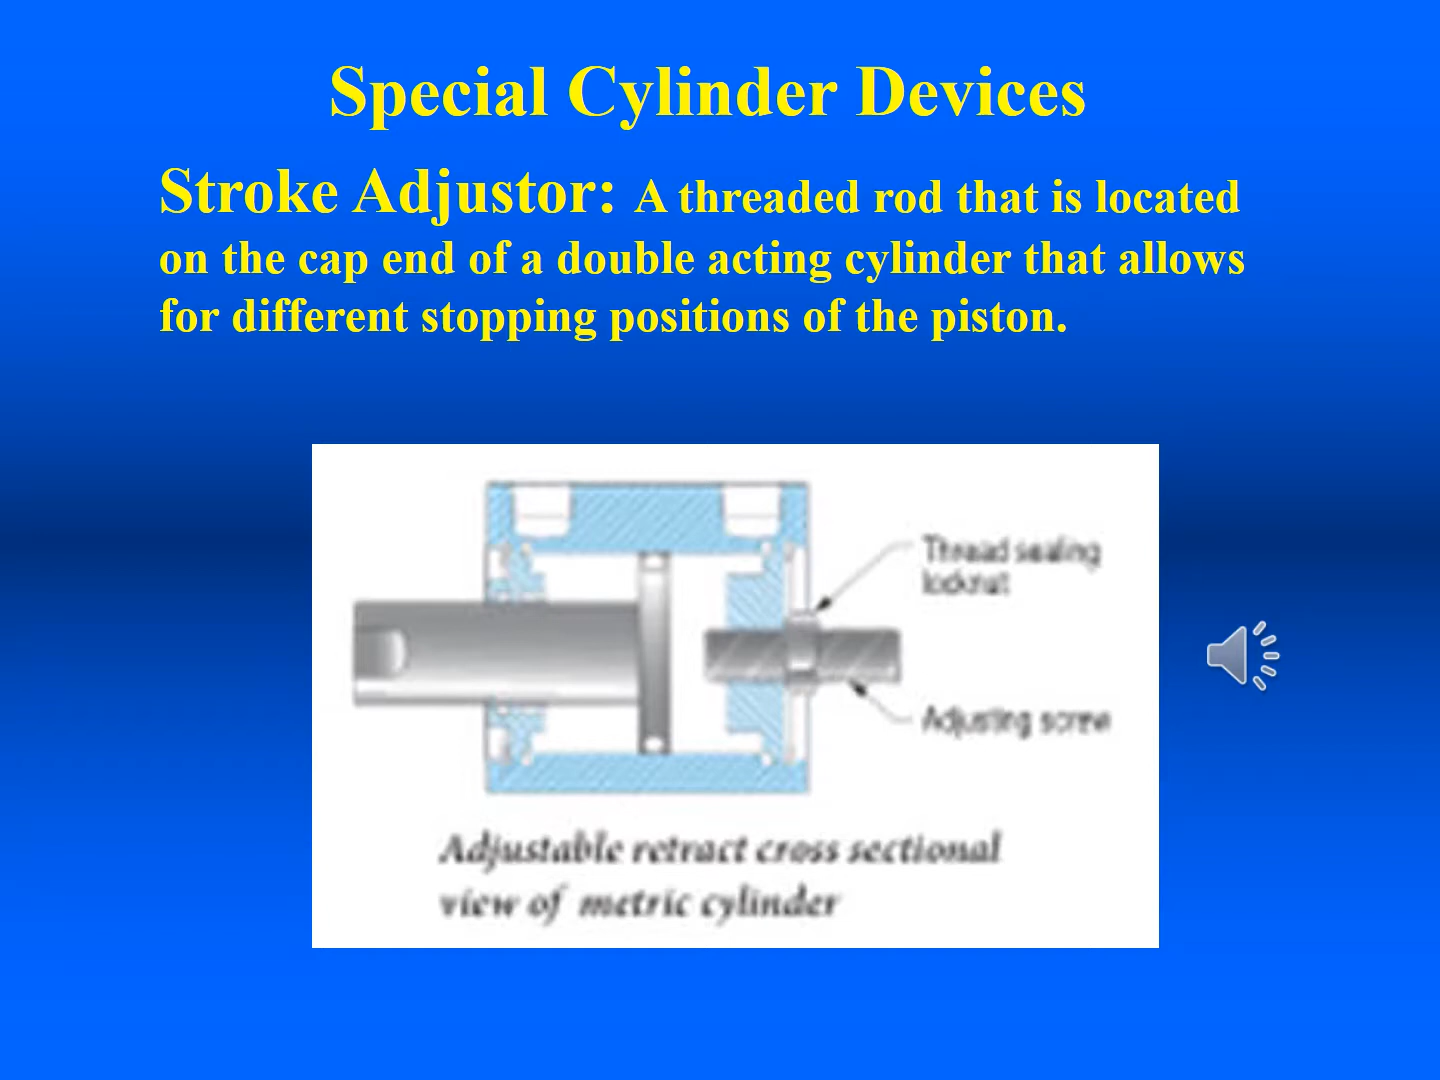 Special Cylinder Devices
Stroke Adjustor: A threaded rod that is located
on the cap end of a double acting cylinder that allows
for different stopping positions of the piston.
Thread sealing
locknut
Adjusting screw
Adjustable retract cross sectional
view of metric cylinder